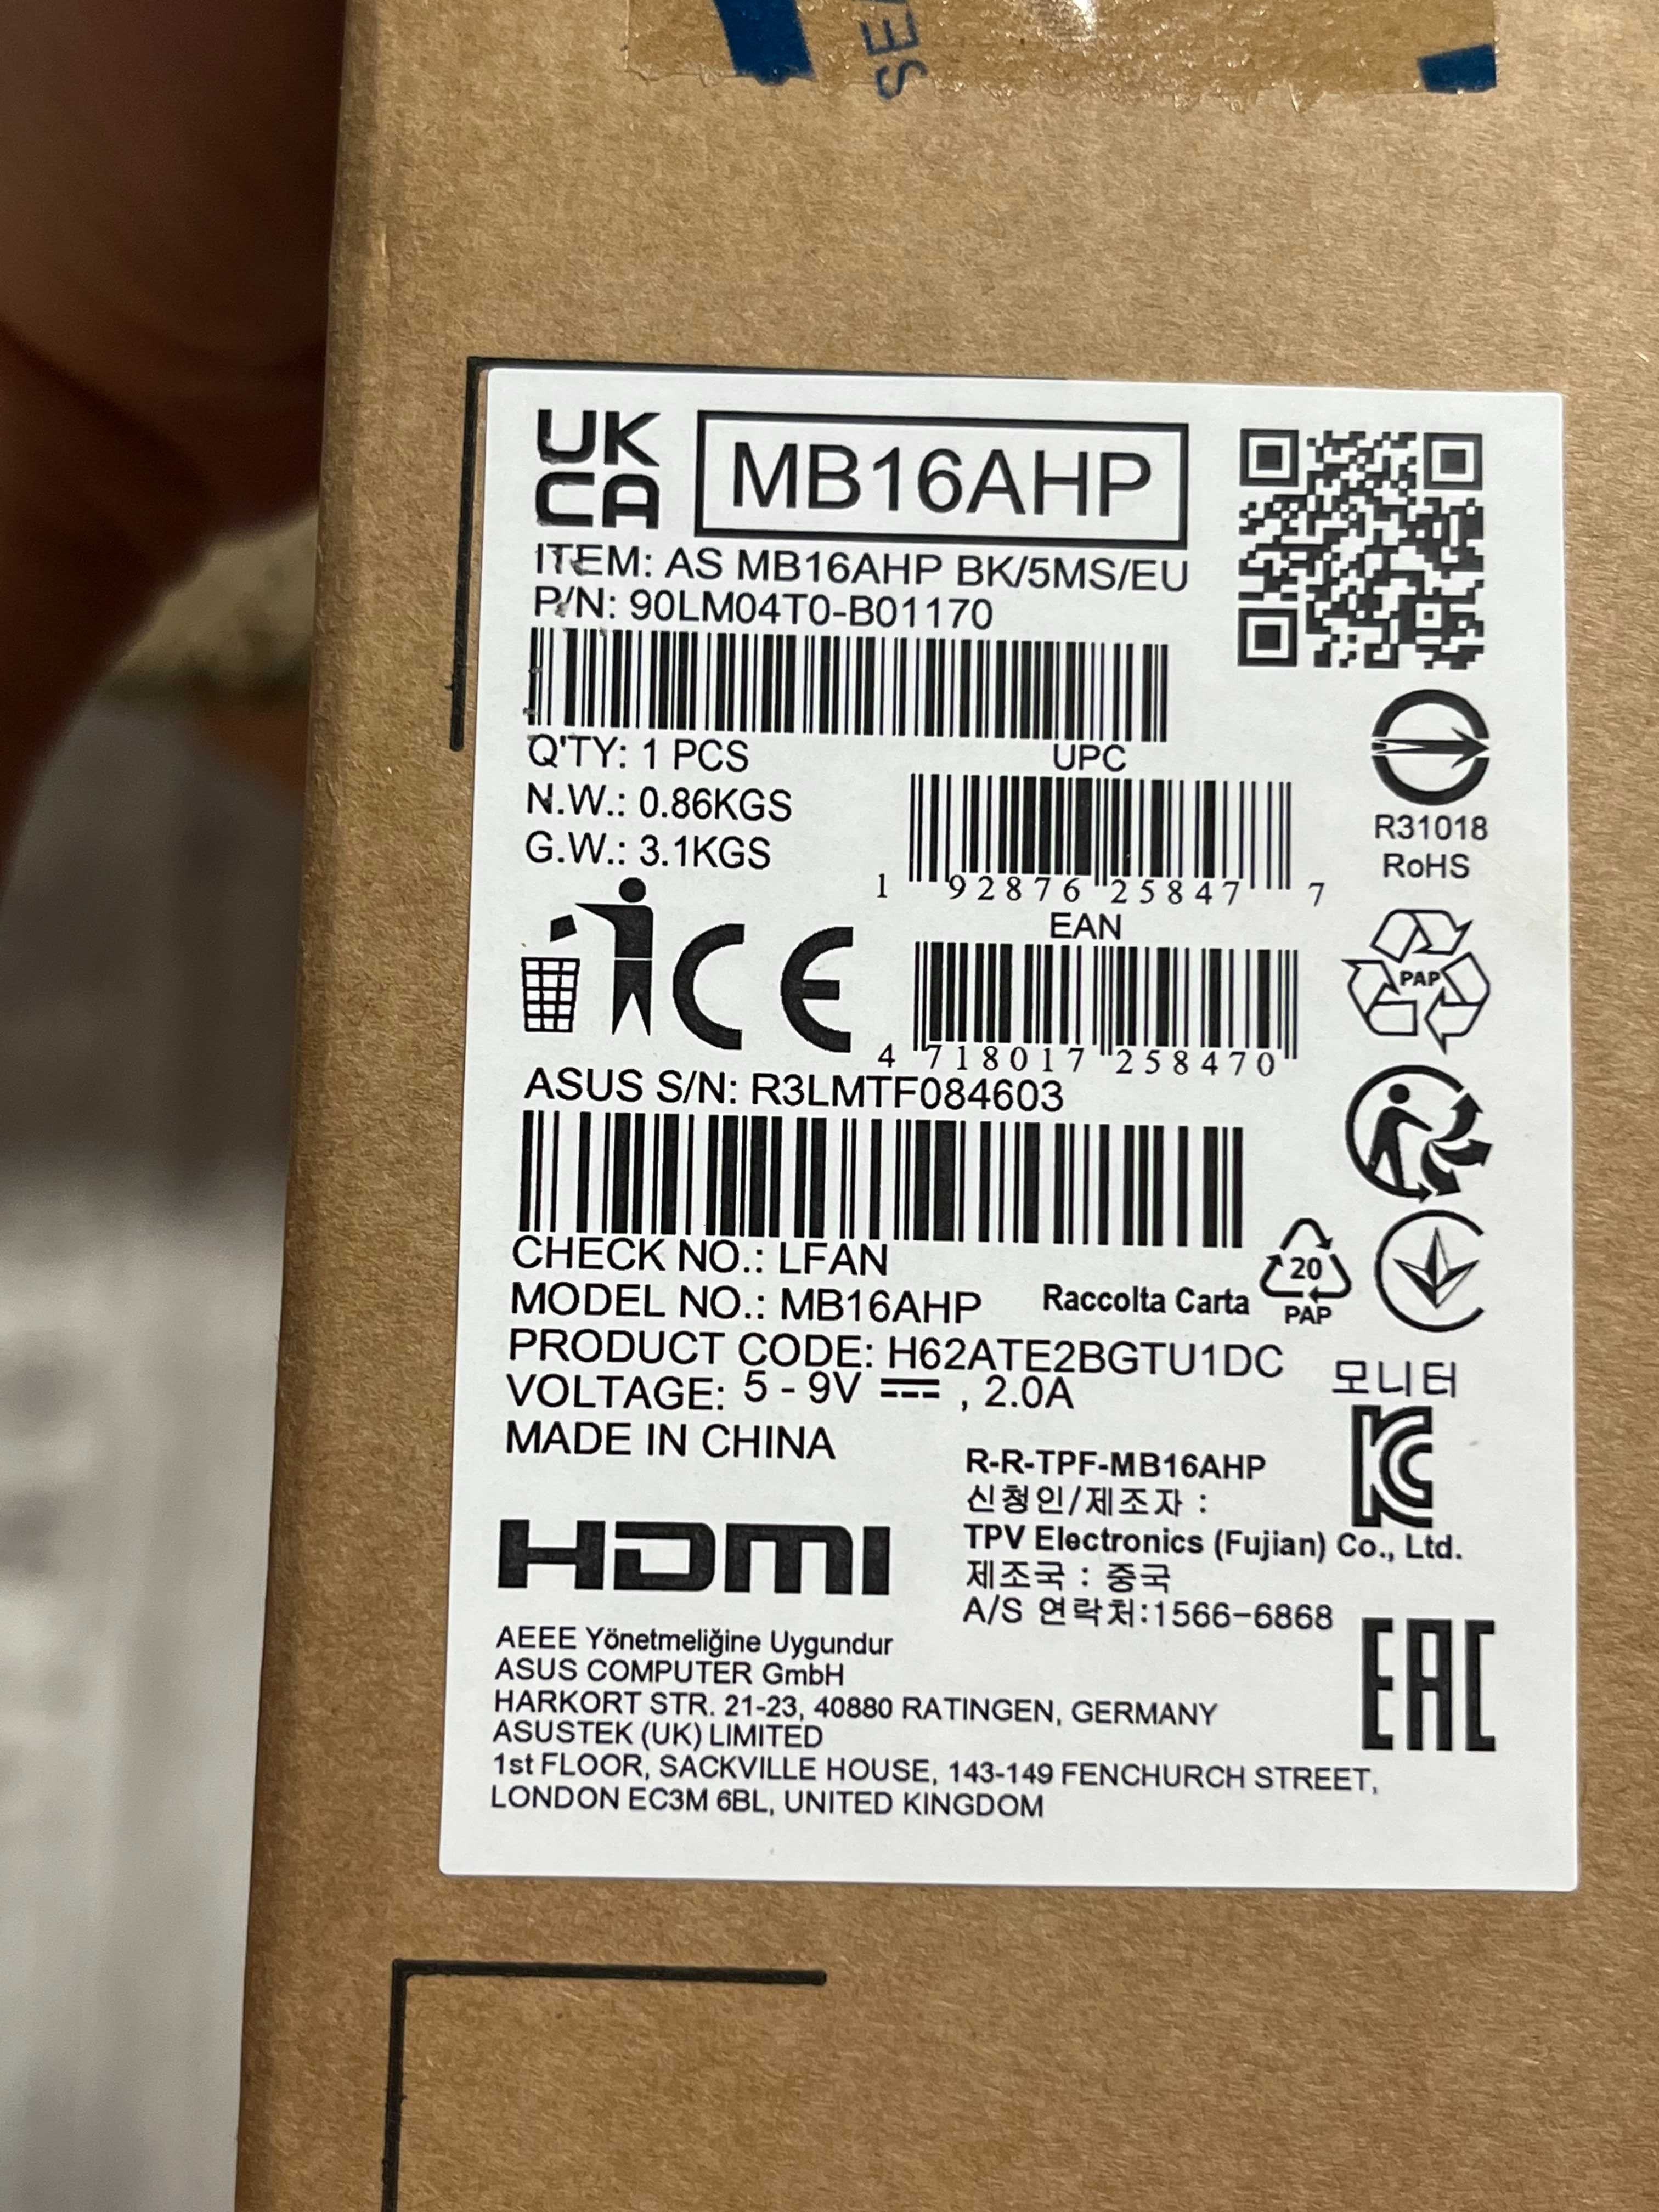 SEA
UK
CA
MB16AHP
ITEM: AS MB16AHP BK/5MS/EU
P/N: 90LM04T0-B01170
Q'TY: 1 PCS
UPC
N.W.: 0.86KGS
G.W.: 3.1KGS
1 92876 25847 7
R31018
RoHS
EAN
CE
PAP
4 718017 258470
ASUS S/N: R3LMTF084603
CHECK NO.: LFAN
MODEL NO.: MB16AHP
Raccolta Carta
20
PAP
PRODUCT CODE: H62ATE2BGTU1DC
모니터
VOLTAGE: 5 - 9V ⎓ , 2.0A
MADE IN CHINA
KC
R-R-TPF-MB16AHP
신청인/제조자 :
TPV Electronics (Fujian) Co., Ltd.
제조국 : 중국
A/S 연락처:1566-6868
HDMI
EAC
AEEE Yönetmeliğine Uygundur
ASUS COMPUTER GmbH
HARKORT STR. 21-23, 40880 RATINGEN, GERMANY
ASUSTEK (UK) LIMITED
1st FLOOR, SACKVILLE HOUSE, 143-149 FENCHURCH STREET,
LONDON EC3M 6BL, UNITED KINGDOM